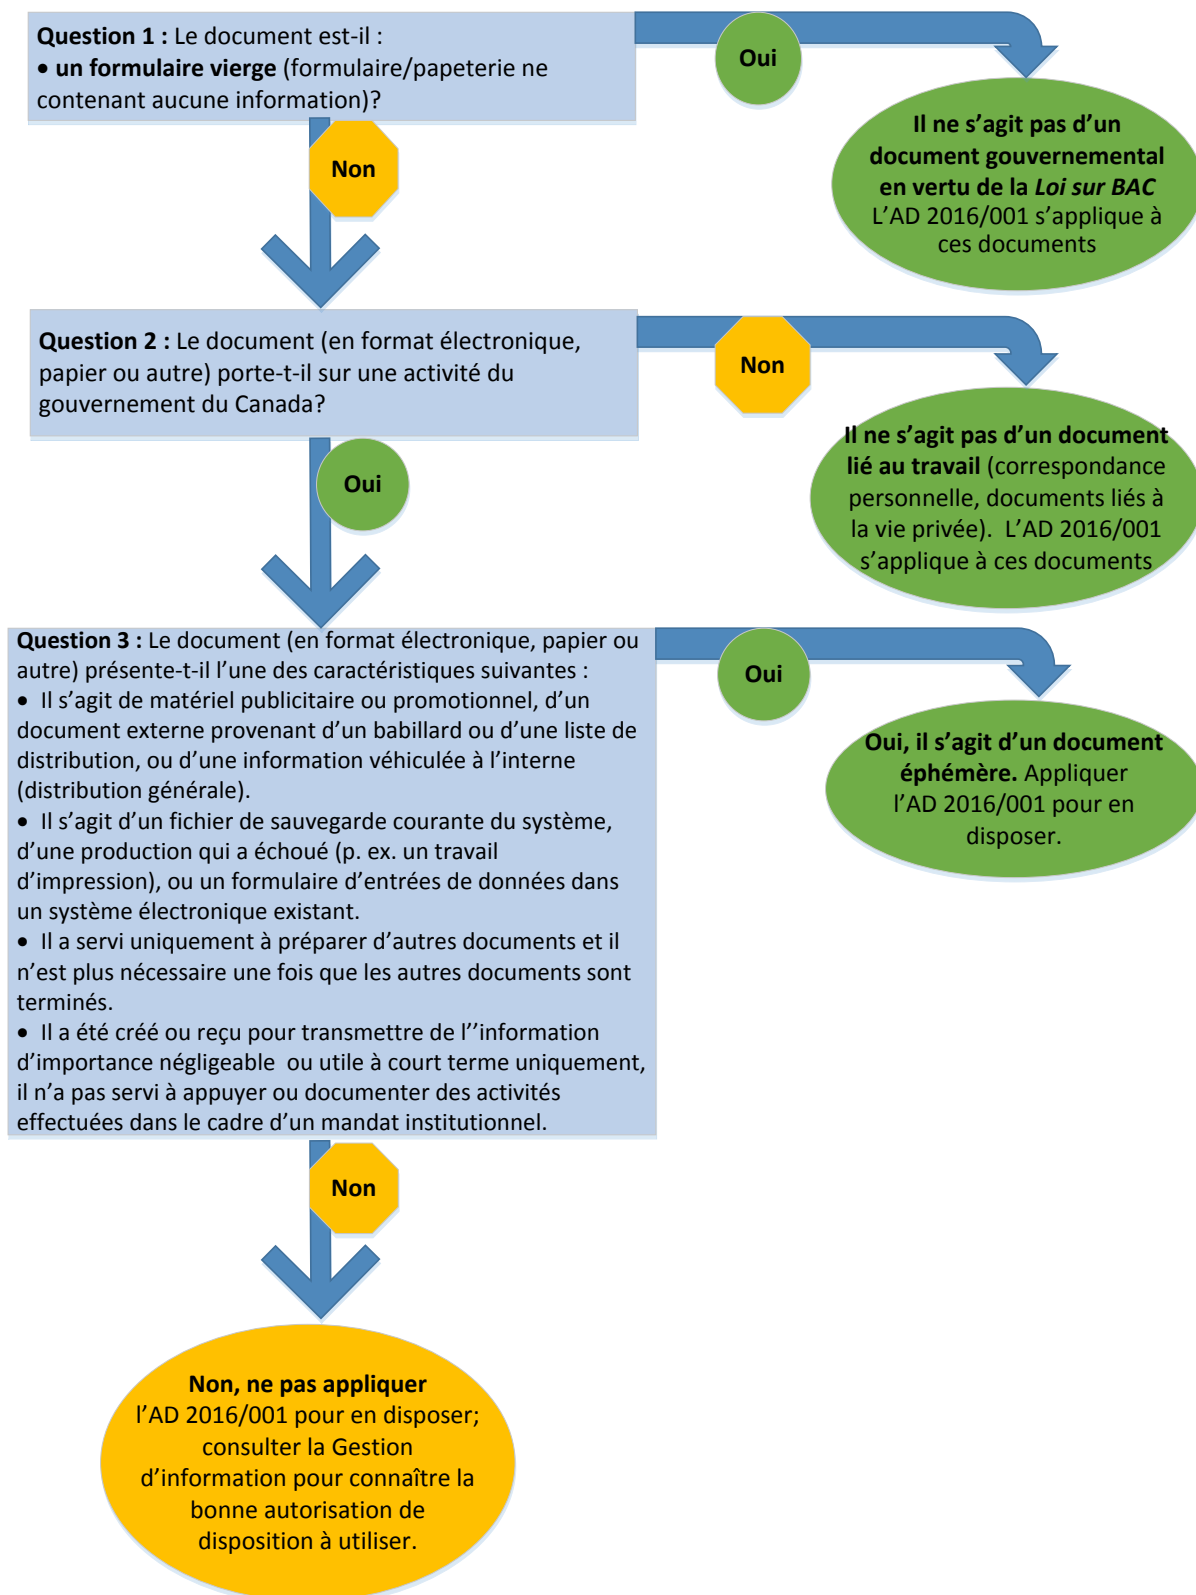 Question 1 : Le document est-il :
• un formulaire vierge (formulaire/papeterie ne
contenant aucune information)?
Oui
Il ne s’agit pas d’un
document gouvernemental
en vertu de la Loi sur BAC
L’AD 2016/001 s’applique à
ces documents
Non
Question 2 : Le document (en format électronique,
papier ou autre) porte-t-il sur une activité du
gouvernement du Canada?
Non
Il ne s’agit pas d’un document
lié au travail (correspondance
personnelle, documents liés à
la vie privée). L’AD 2016/001
s’applique à ces documents
Oui
Question 3 : Le document (en format électronique, papier ou
autre) présente-t-il l’une des caractéristiques suivantes :
• Il s’agit de matériel publicitaire ou promotionnel, d’un
document externe provenant d’un babillard ou d’une liste de
distribution, ou d’une information véhiculée à l’interne
(distribution générale).
• Il s’agit d’un fichier de sauvegarde courante du système,
d’une production qui a échoué (p. ex. un travail
d’impression), ou un formulaire d’entrées de données dans
un système électronique existant.
• Il a servi uniquement à préparer d’autres documents et il
n’est plus nécessaire une fois que les autres documents sont
terminés.
• Il a été créé ou reçu pour transmettre de l’’information
d’importance négligeable ou utile à court terme uniquement,
il n’a pas servi à appuyer ou documenter des activités
effectuées dans le cadre d’un mandat institutionnel.
Oui
Oui, il s’agit d’un document
éphémère. Appliquer
l’AD 2016/001 pour en
disposer.
Non
Non, ne pas appliquer
l’AD 2016/001 pour en disposer;
consulter la Gestion
d’information pour connaître la
bonne autorisation de
disposition à utiliser.